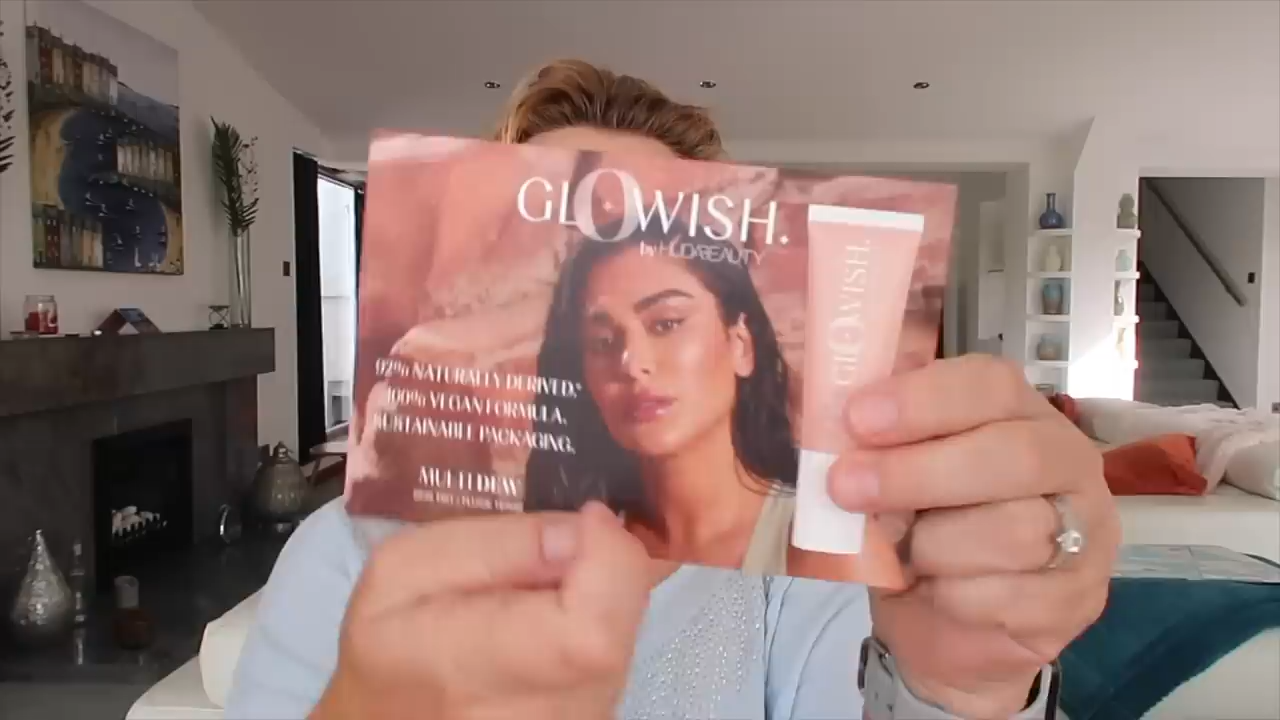 GLOWISH.
by HUDABEAUTY
92% NATURALLY DERIVED.*
100% VEGAN FORMULA.
SUSTAINABLE PACKAGING.
MULTI DEW
GLOWISH.